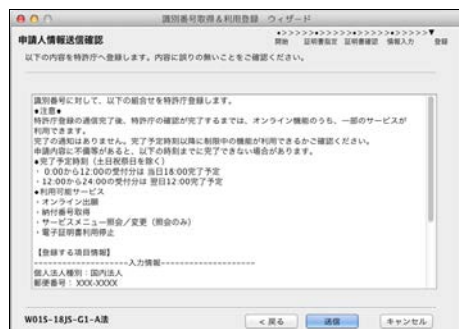 識別番号取得＆利用登録 ウィザード
申請人情報送信確認
●>>>>>●>>>>>●>>>>>●>>>>>▼
開始 証明書指定 証明書確認 情報入力 登録
以下の内容を特許庁へ登録します。内容に誤りの無いことをご確認ください。
識別番号に対して、以下の組合せを特許庁登録します。
●注意●
特許庁登録の通信完了後、特許庁の確認が完了するまでは、オンライン機能のうち、一部のサービスが
利用できます。
完了の通知はありません。完了予定時刻以降に制限中の機能が利用できるかご確認ください。
申請内容に不備等があると、以下の時刻までに完了できない場合があります。
◆完了予定時刻（土日祝祭日を除く）
・ 0:00から12:00の受付分は 当日18:00完了予定
・12:00から24:00の受付分は 翌日12:00完了予定
◆利用可能サービス
・オンライン出願
・納付番号取得
・サービスメニュー照会／変更（照会のみ）
・電子証明書利用停止
【登録する項目情報】
--------------------入力情報--------------------
個人法人種別：国内法人
郵便番号：XXX-XXXX
W01S-18JS-G1-A法
< 戻る 送信 キャンセル